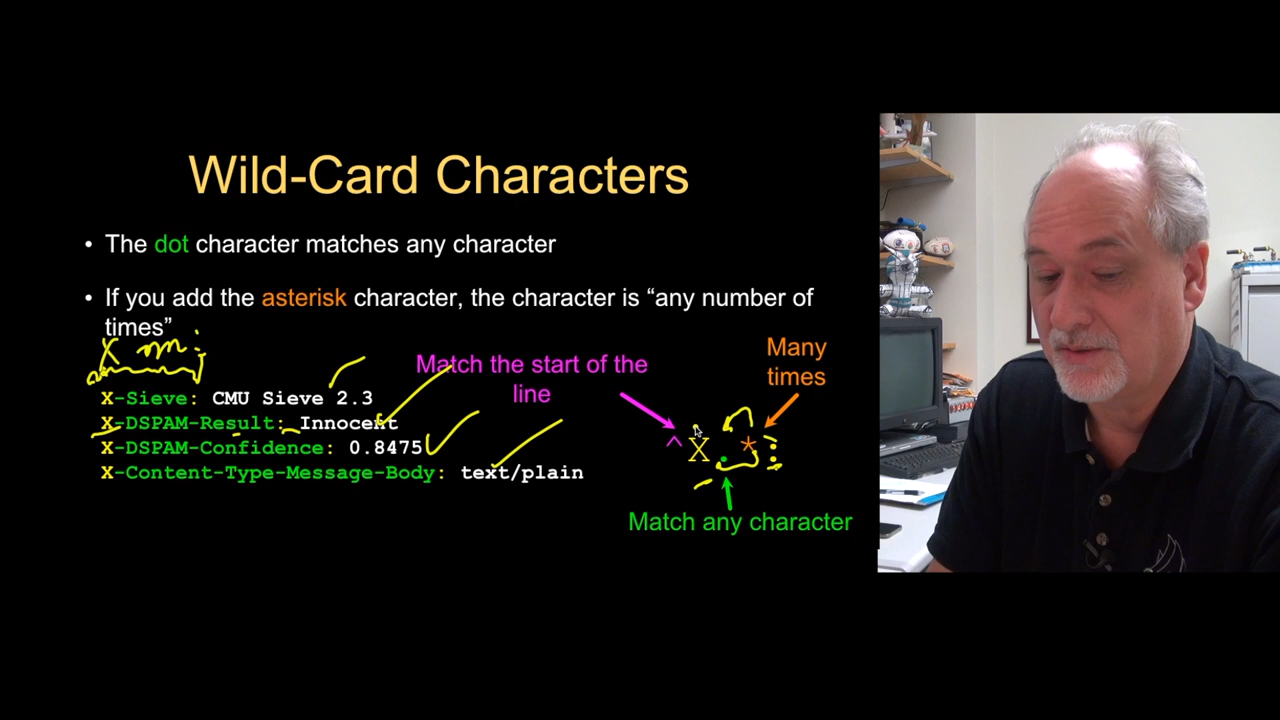 Wild-Card Characters
• The dot character matches any character
• If you add the asterisk character, the character is “any number of
times”
Match the start of the
line
Many
times
X-Sieve: CMU Sieve 2.3
X-DSPAM-Result: Innocent
X-DSPAM-Confidence: 0.8475
X-Content-Type-Message-Body: text/plain
^X.*:
Match any character